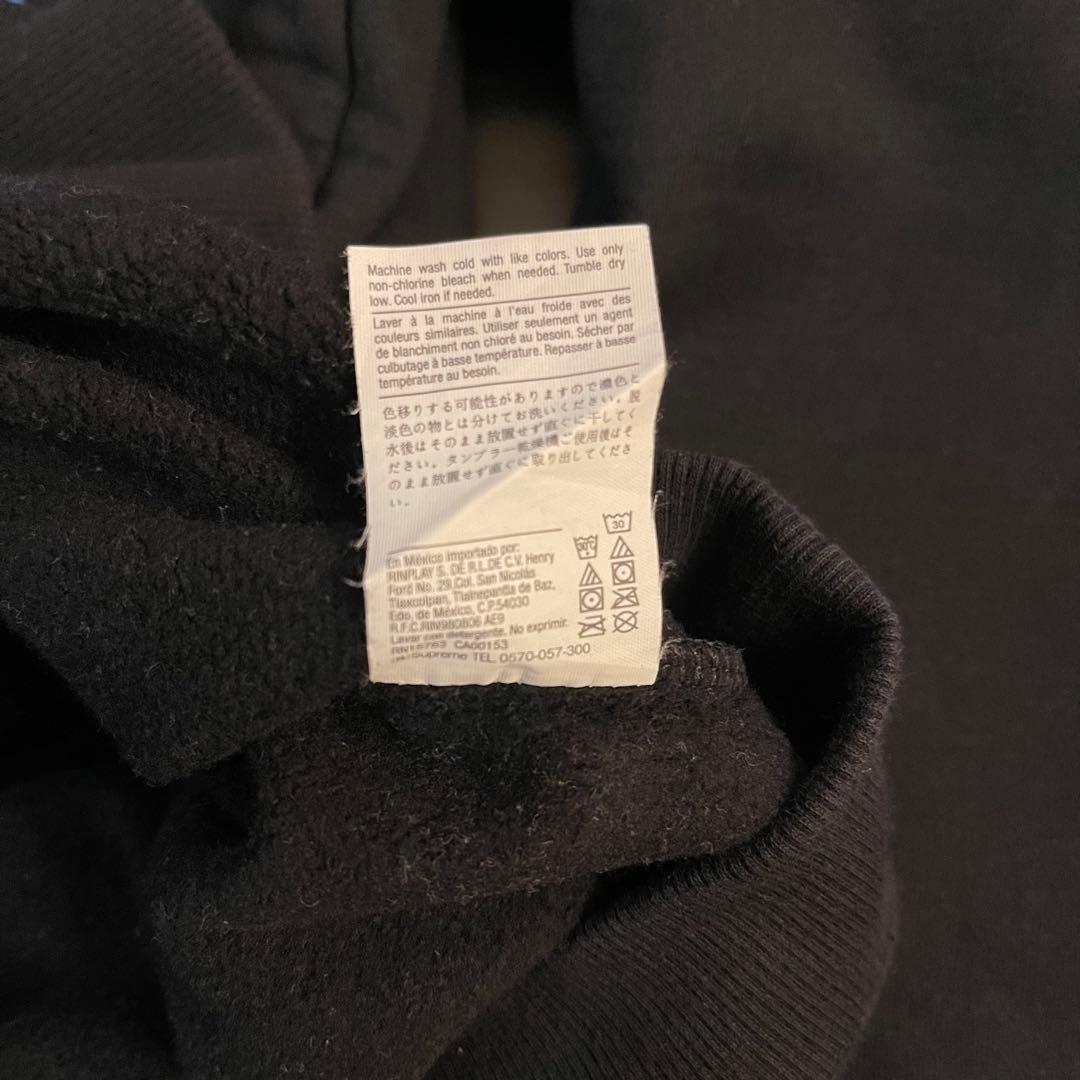 Machine wash cold with like colors. Use only
non-chlorine bleach when needed. Tumble dry
low. Cool iron if needed.
Laver à la machine à l'eau froide avec des
couleurs similaires. Utiliser seulement un agent
de blanchiment non chloré au besoin. Sécher par
culbutage à basse température. Repasser à basse
température au besoin.
色移りする可能性がありますので濃色と
淡色の物とは分けてお洗いください。脱
水後はそのまま放置せず直ぐに干してく
ださい。タンブラー乾燥機ご使用後はそ
のまま放置せず直ぐに取り出してくださ
い。
30
30°C
En México Importado por:
RINPLAY S. DE R.L.DE C.V. Henry
Ford No. 29 Col. San Nicolás
Tlaxcolpan, Tlalnepantla de Baz,
Edo. de México, C.P.54030
R.F.C.RIN980806 AE9
Lavar con detergente. No exprimir.
CA00153
Supreme TEL 0570-057-300